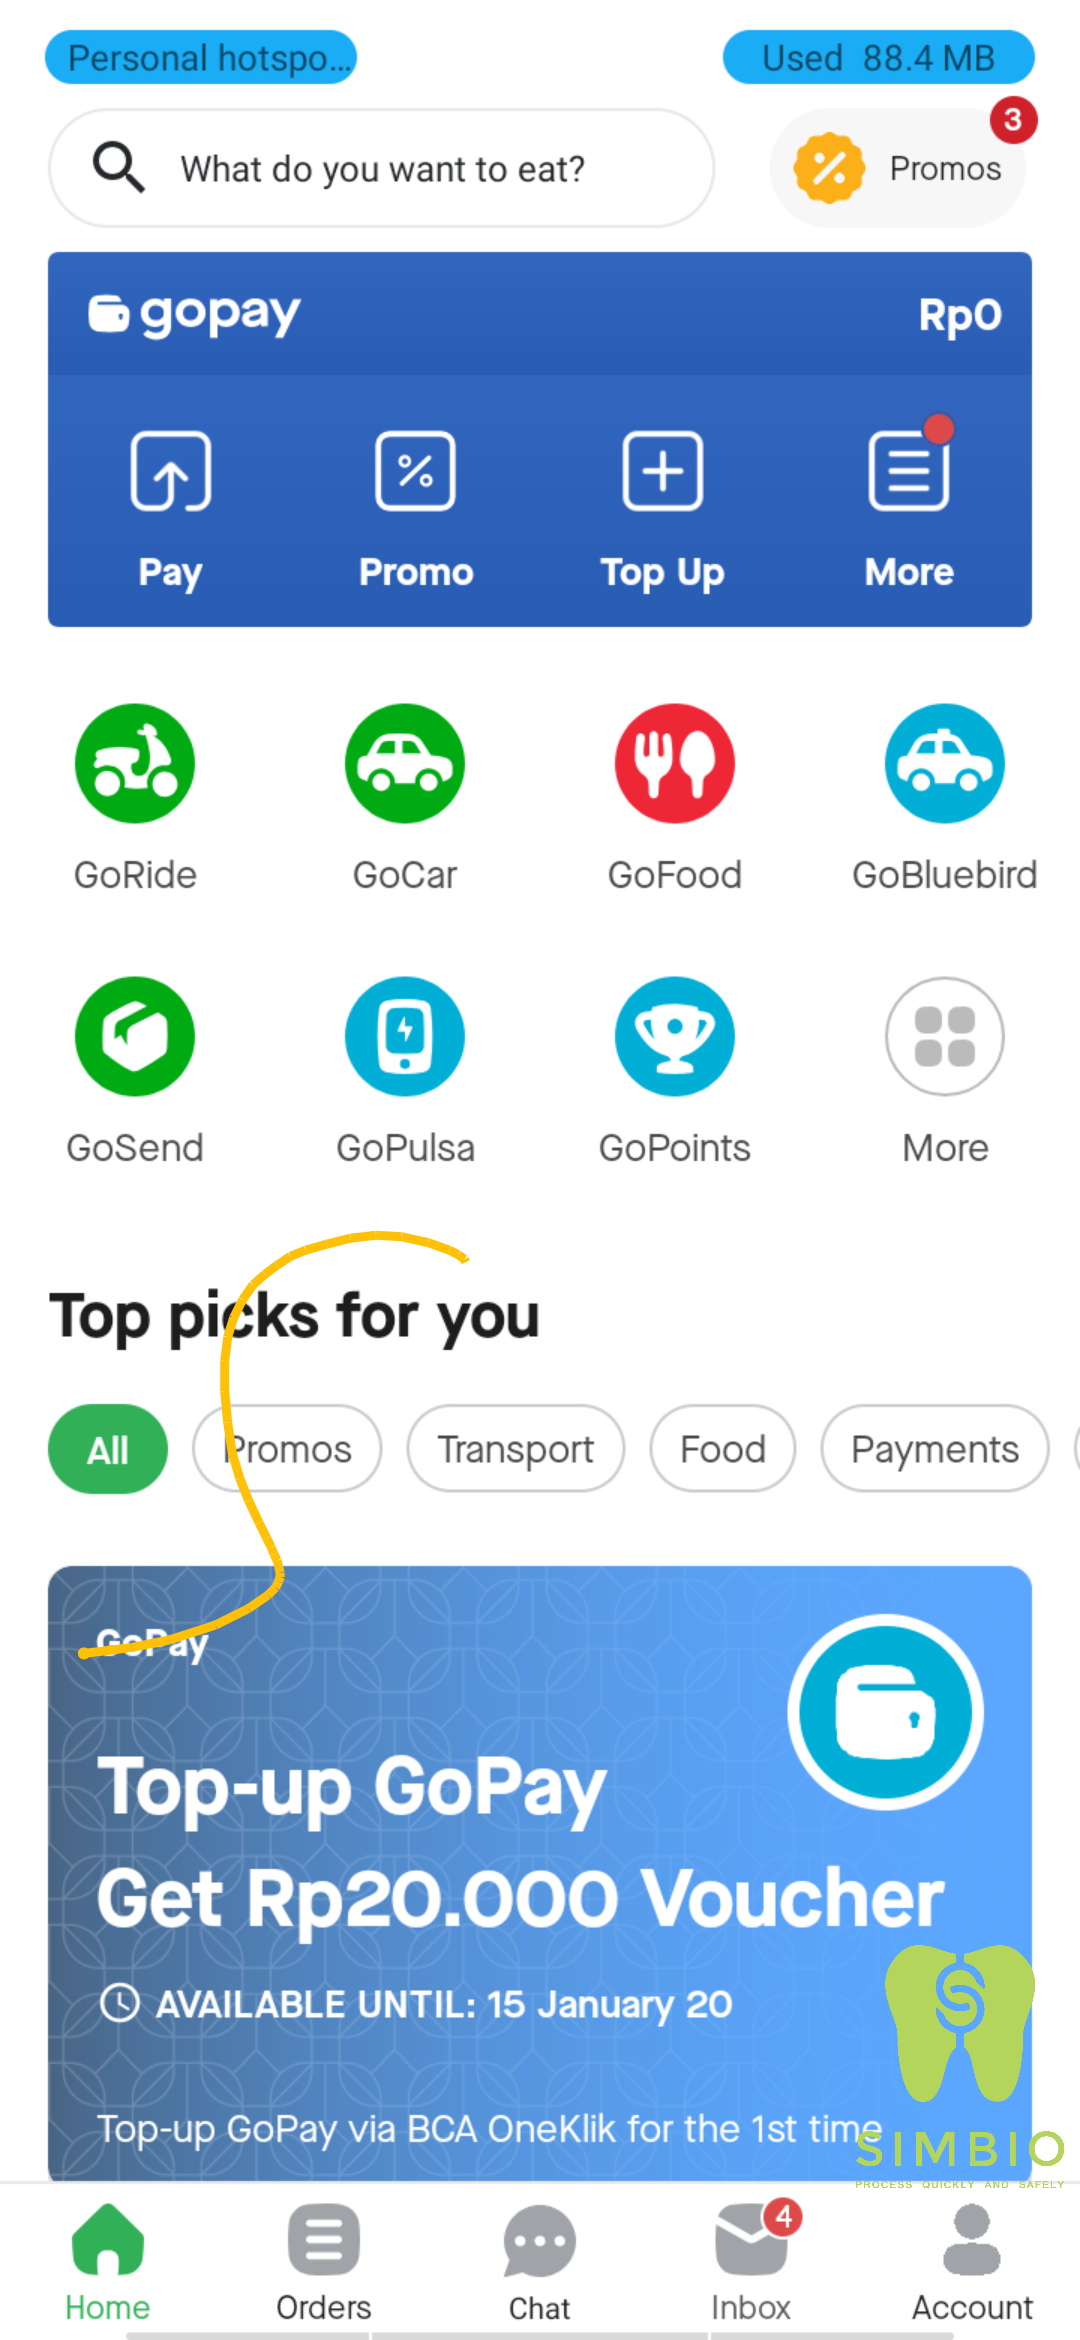 Personal hotspo...
Used 88.4 MB
What do you want to eat?
Promos
3
gopay
Rp0
Pay
Promo
Top Up
More
GoRide
GoCar
GoFood
GoBluebird
GoSend
GoPulsa
GoPoints
More
Top picks for you
All
Promos
Transport
Food
Payments
GoPay
Top-up GoPay
Get Rp20.000 Voucher
AVAILABLE UNTIL: 15 January 20
Top-up GoPay via BCA OneKlik for the 1st time
SIMBIO
PROCESS QUICKLY AND SAFELY
Home
Orders
Chat
4
Inbox
Account